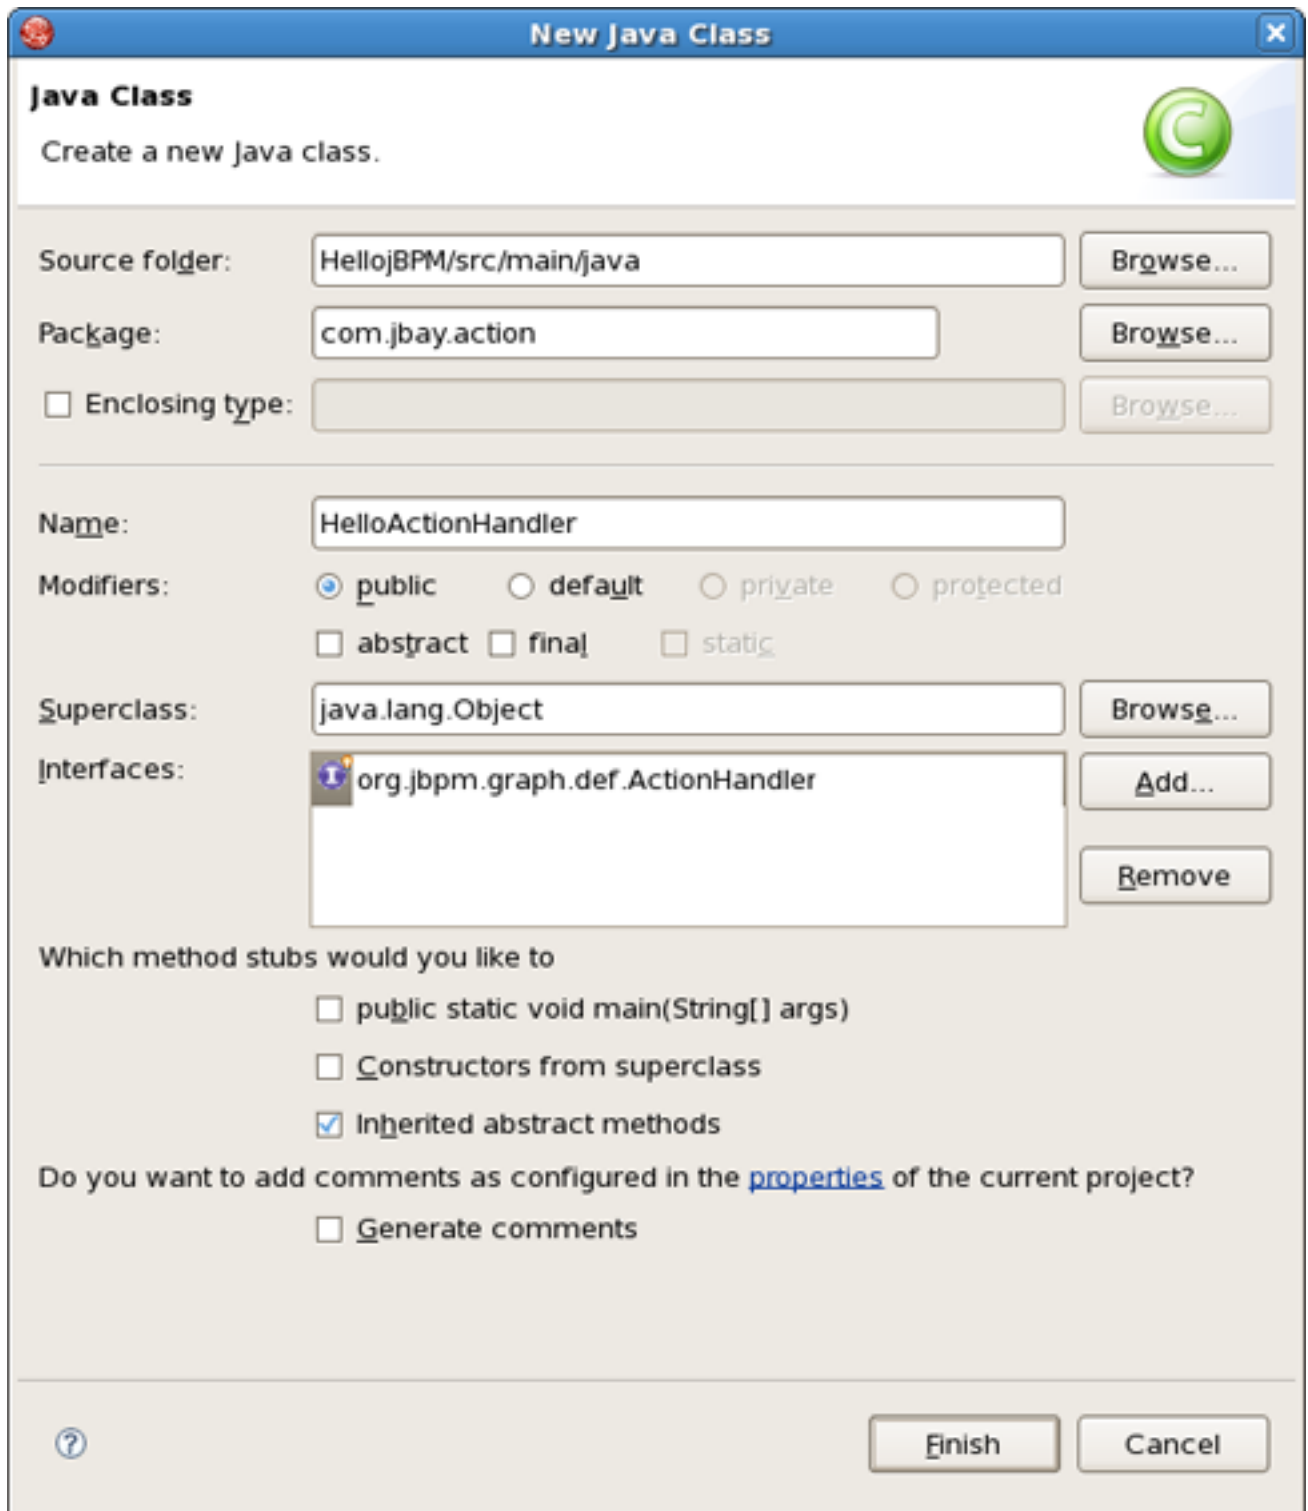 New Java Class
Java Class
Create a new Java class.
Source folder: HellojBPM/src/main/java Browse...
Package: com.jbay.action Browse...
Enclosing type: Browse...
Name: HelloActionHandler
Modifiers: public default private protected
abstract final static
Superclass: java.lang.Object Browse...
Interfaces: org.jbpm.graph.def.ActionHandler Add...
Remove
Which method stubs would you like to
public static void main(String[] args)
Constructors from superclass
Inherited abstract methods
Do you want to add comments as configured in the properties of the current project?
Generate comments
Finish Cancel